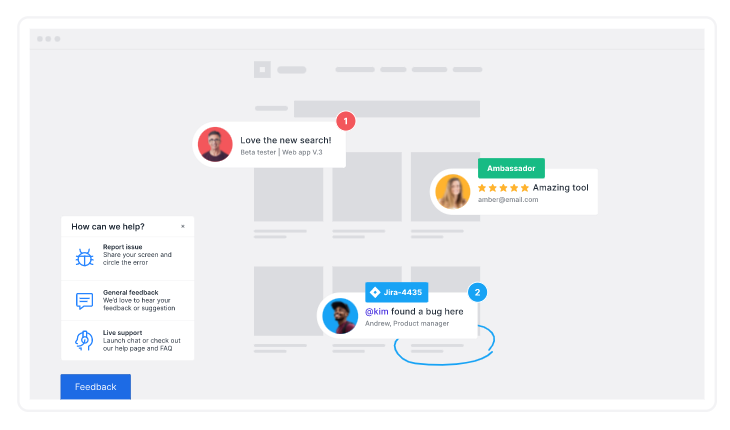 1
Love the new search!
Beta tester | Web app V.3
Ambassador
Amazing tool
amber@email.com
How can we help?
×
Report issue
Share your screen and
circle the error
General feedback
We'd love to hear your
feedback or suggestion
Live support
Launch chat or check out
our help page and FAQ
Jira-4435
2
@kim found a bug here
Andrew, Product manager
Feedback